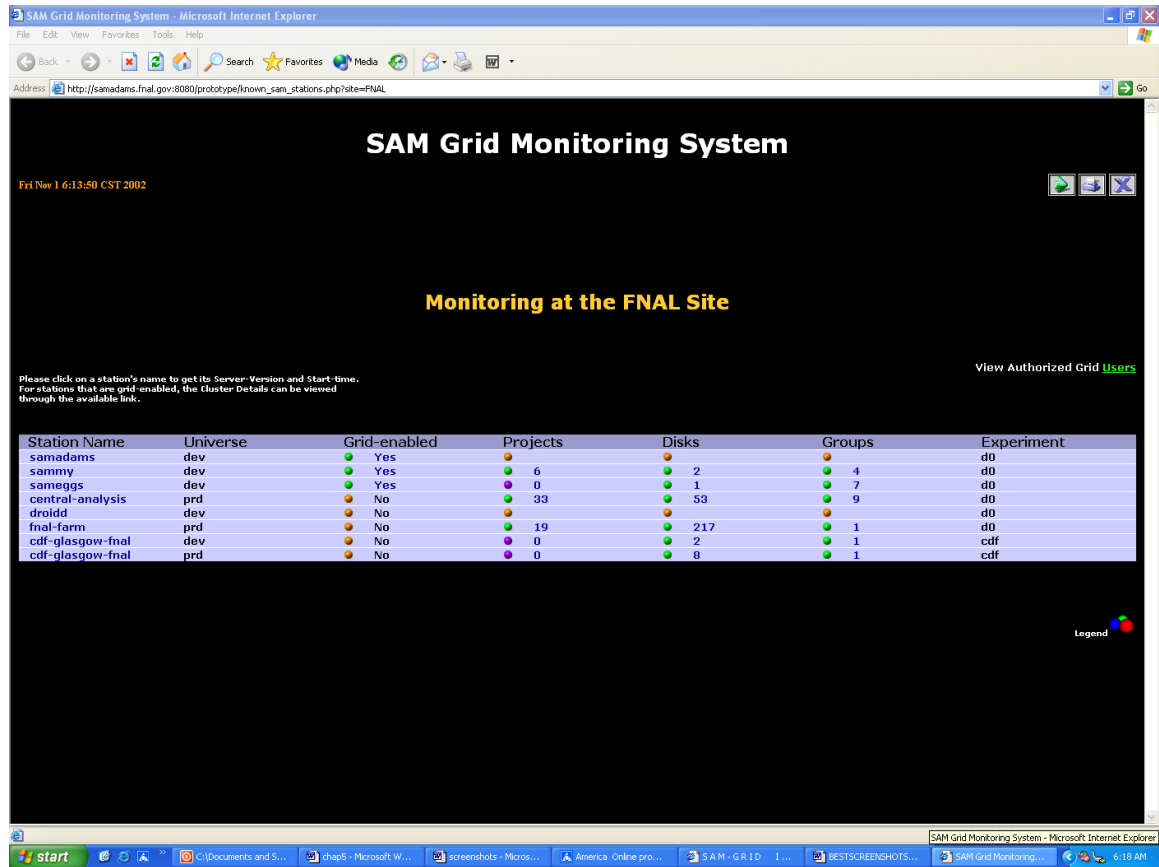 SAM Grid Monitoring System - Microsoft Internet Explorer
File Edit View Favorites Tools Help
Back Search Favorites Media
Address http://samadams.fnal.gov:8080/prototype/known_sam_stations.php?site=FNAL Go
SAM Grid Monitoring System
Fri Nov 1 6:13:50 CST 2002
Monitoring at the FNAL Site
View Authorized Grid Users
Please click on a station's name to get its Server-Version and Start-time.
For stations that are grid-enabled, the Cluster Details can be viewed
through the available link.
Station Name Universe Grid-enabled Projects Disks Groups Experiment
samadams dev Yes d0
sammy dev Yes 6 2 4 d0
sameggs dev Yes 0 1 7 d0
central-analysis prd No 33 53 9 d0
droidd dev No d0
fnal-farm prd No 19 217 1 d0
cdf-glasgow-fnal dev No 0 2 1 cdf
cdf-glasgow-fnal prd No 0 8 1 cdf
Legend
SAM Grid Monitoring System - Microsoft Internet Explorer
start C:\Documents and S... chap5 - Microsoft W... screenshots - Micros... America Online pro... S A M - G R I D I ... BESTSCREENSHOTS... SAM Grid Monitoring... 6:18 AM